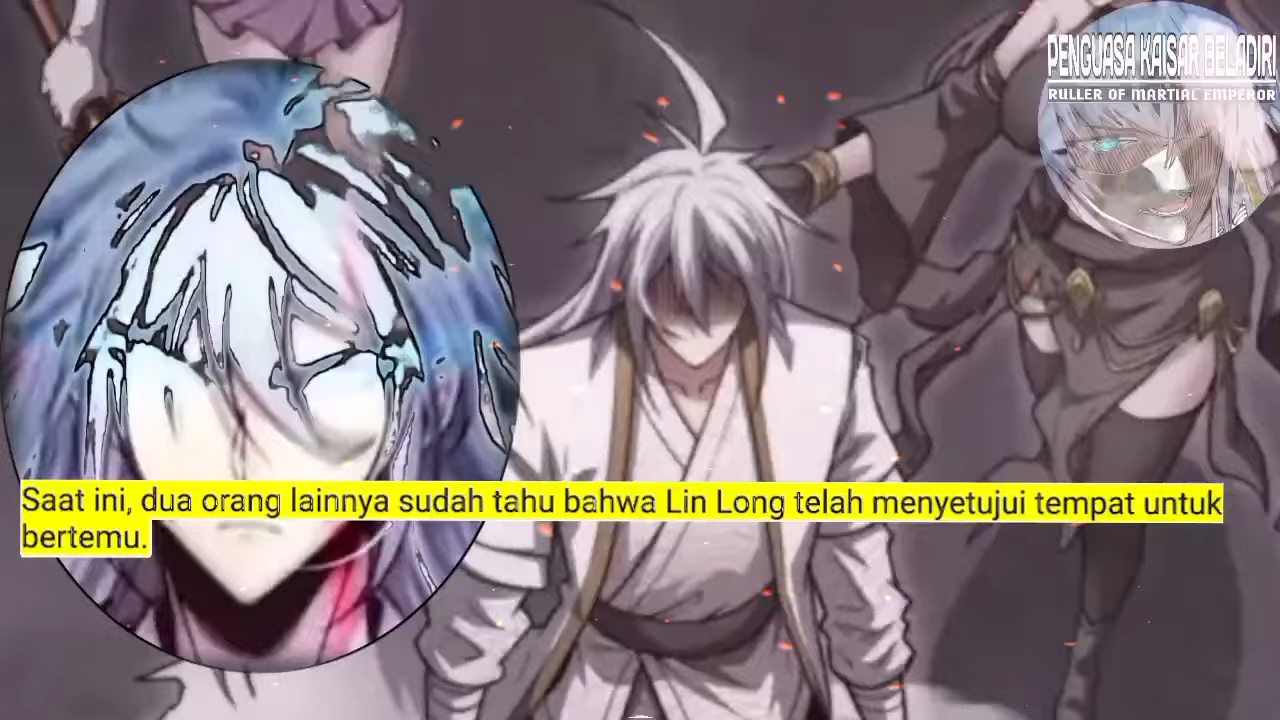 PENGUASA KAISAR BELADIRI
RULLER OF MARTIAL EMPEROR
Saat ini, dua orang lainnya sudah tahu bahwa Lin Long telah menyetujui tempat untuk
bertemu.